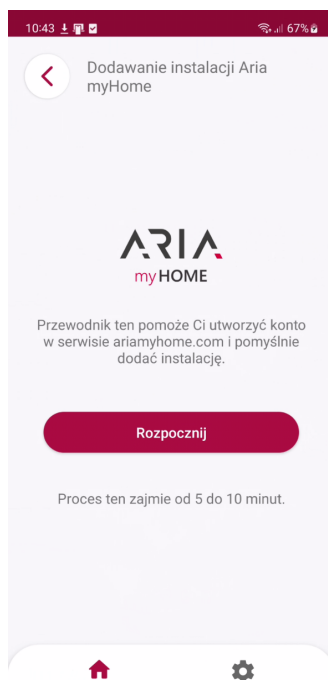 10:43
67%
Dodawanie instalacji Aria
myHome
ARIA
myHOME
Przewodnik ten pomoże Ci utworzyć konto
w serwisie ariamyhome.com i pomyślnie
dodać instalację.
Rozpocznij
Proces ten zajmie od 5 do 10 minut.